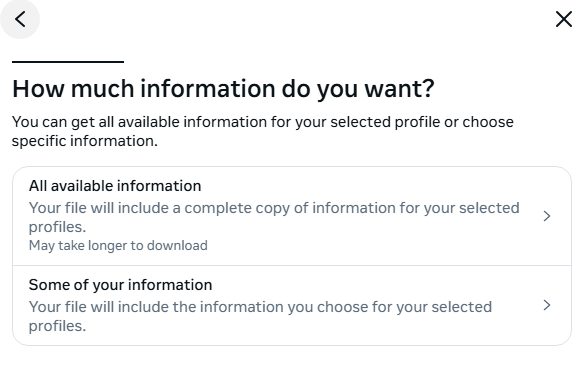 How much information do you want?
You can get all available information for your selected profile or choose
specific information.
All available information
Your file will include a complete copy of information for your selected
profiles.
May take longer to download
Some of your information
Your file will include the information you choose for your selected
profiles.